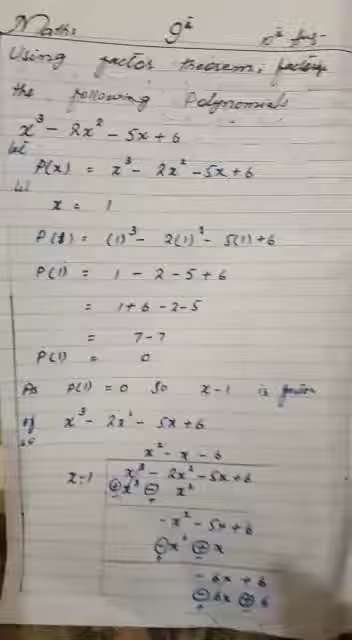 Maths 9
Using factor theorem, factorize
the following Polynomials
x³ - 2x² - 5x + 6
let
P(x) = x³ - 2x² - 5x + 6
let
x = 1
P(1) = (1)³ - 2(1)² - 5(1) + 6
P(1) = 1 - 2 - 5 + 6
= 1 + 6 - 2 - 5
= 7 - 7
P(1) = 0
As P(1) = 0 So x - 1 is factor
of x³ - 2x² - 5x + 6
x² - x - 6
x-1 x³ - 2x² - 5x + 6
⊕x³ ⊖ x²
- +
-x² - 5x + 6
⊖x² ⊕ x
+ -
- 6x + 6
⊖6x ⊕ 6
+ -